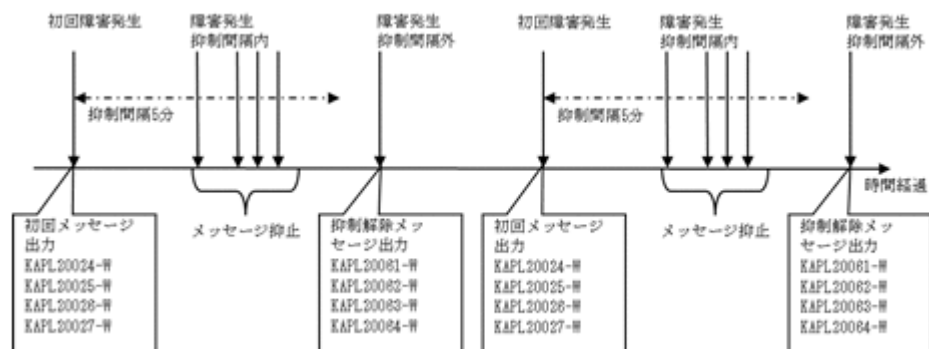 初回障害発生
障害発生
抑制間隔内
障害発生
抑制間隔外
初回障害発生
障害発生
抑制間隔内
障害発生
抑制間隔外
抑制間隔5分
抑制間隔5分
時間経過
初回メッセージ
出力
KAPL20024-W
KAPL20025-W
KAPL20026-W
KAPL20027-W
メッセージ抑止
抑制解除メッ
セージ出力
KAPL20061-W
KAPL20062-W
KAPL20063-W
KAPL20064-W
初回メッセージ
出力
KAPL20024-W
KAPL20025-W
KAPL20026-W
KAPL20027-W
メッセージ抑止
抑制解除メッ
セージ出力
KAPL20061-W
KAPL20062-W
KAPL20063-W
KAPL20064-W